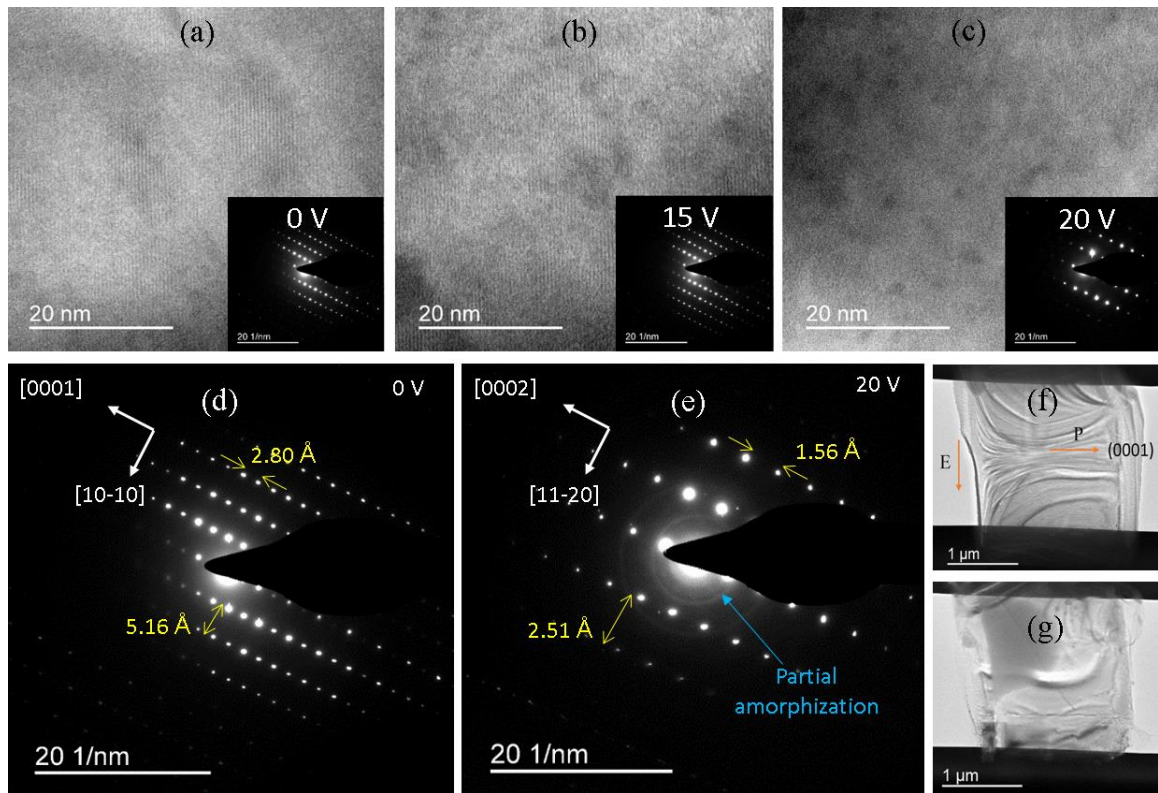 (a)
0 V
20 nm
20 1/nm
(b)
15 V
20 nm
20 1/nm
(c)
20 V
20 nm
20 1/nm
[0001]
(d)
0 V
2.80 Å
[10-10]
5.16 Å
20 1/nm
[0002]
(e)
20 V
1.56 Å
[11-20]
2.51 Å
Partial
amorphization
20 1/nm
(f)
P
(0001)
E
1 µm
(g)
1 µm